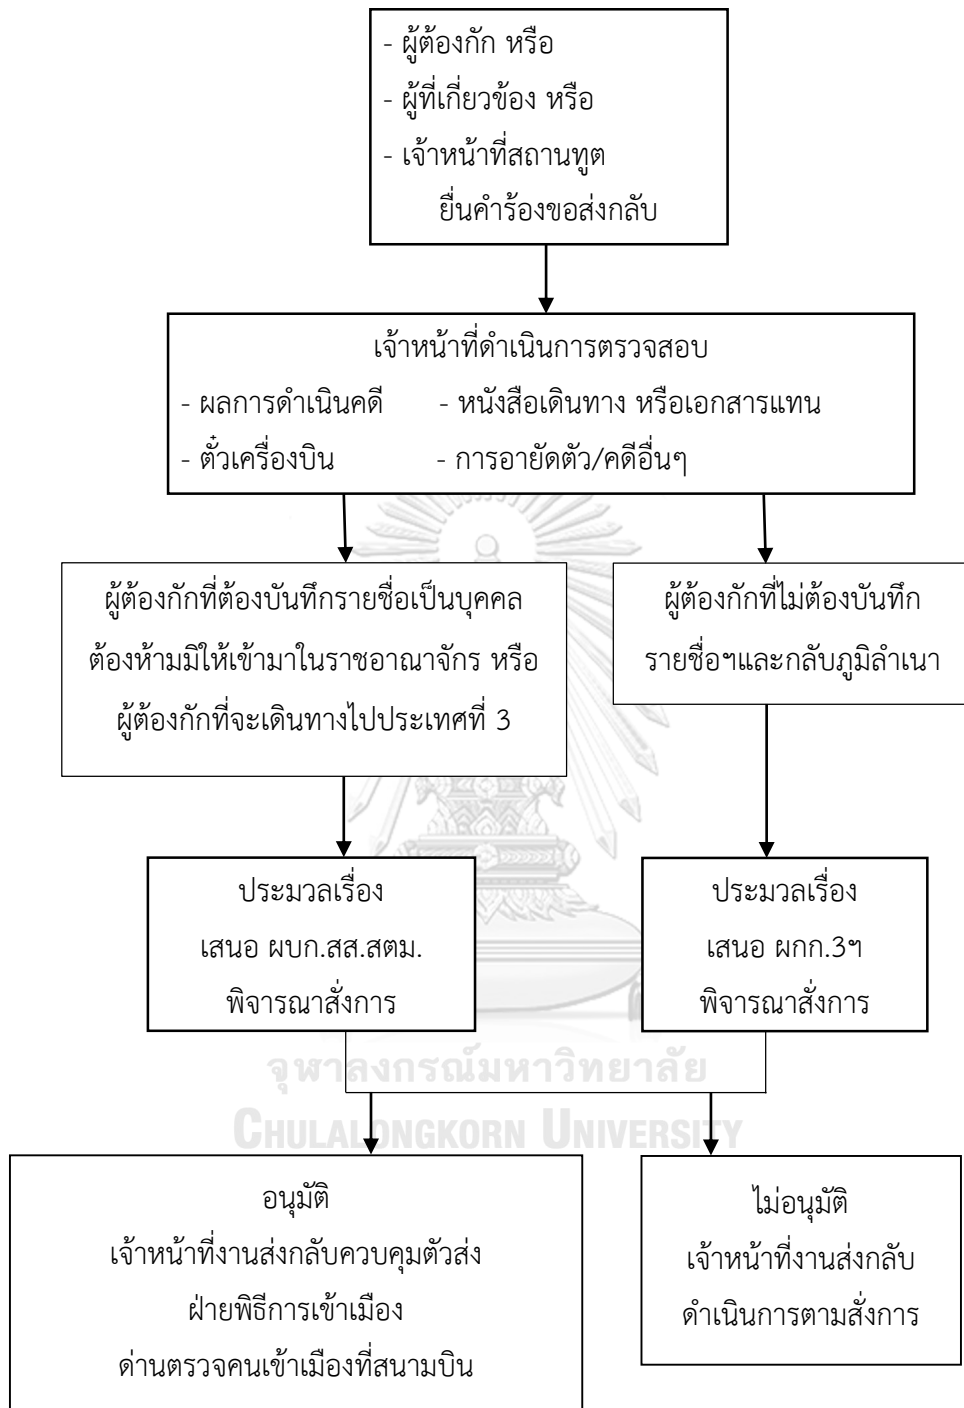 - ผู้ต้องกัก หรือ
- ผู้ที่เกี่ยวข้อง หรือ
- เจ้าหน้าที่สถานทูต
ยื่นคำร้องขอส่งกลับ
เจ้าหน้าที่ดำเนินการตรวจสอบ
- ผลการดำเนินคดี - หนังสือเดินทาง หรือเอกสารแทน
- ตั๋วเครื่องบิน - การอายัดตัว/คดีอื่นๆ
ผู้ต้องกักที่ต้องบันทึกรายชื่อเป็นบุคคล
ต้องห้ามมิให้เข้ามาในราชอาณาจักร หรือ
ผู้ต้องกักที่จะเดินทางไปประเทศที่ 3
ผู้ต้องกักที่ไม่ต้องบันทึก
รายชื่อฯและกลับภูมิลำเนา
ประมวลเรื่อง
เสนอ ผบก.สส.สตม.
พิจารณาสั่งการ
ประมวลเรื่อง
เสนอ ผกก.3ฯ
พิจารณาสั่งการ
จุฬาลงกรณ์มหาวิทยาลัย
CHULALONGKORN UNIVERSITY
อนุมัติ
เจ้าหน้าที่งานส่งกลับควบคุมตัวส่ง
ฝ่ายพิธีการเข้าเมือง
ด่านตรวจคนเข้าเมืองที่สนามบิน
ไม่อนุมัติ
เจ้าหน้าที่งานส่งกลับ
ดำเนินการตามสั่งการ